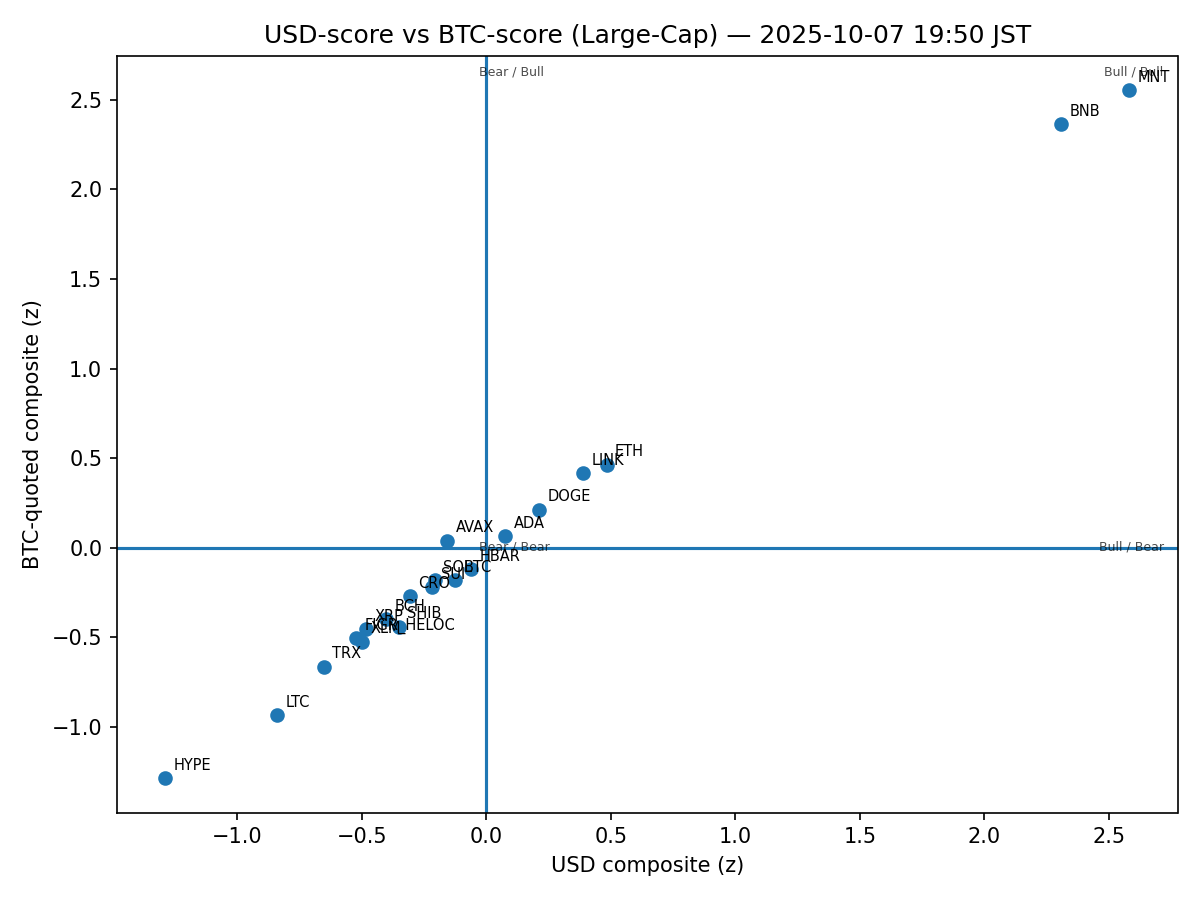 USD-score vs BTC-score (Large-Cap) — 2025-10-07 19:50 JST
Bear / Bull
Bull / Bull
MNT
BNB
ETH
LINK
DOGE
ADA
AVAX
Bear / Bear
Bull / Bear
HBAR
BTC
SUI
CRO
BCH
SHIB
XRP
FIGR_HELOC
XLM
TRX
LTC
HYPE
2.5
2.0
1.5
1.0
0.5
0.0
−0.5
−1.0
BTC-quoted composite (z)
−1.0
−0.5
0.0
0.5
1.0
1.5
2.0
2.5
USD composite (z)